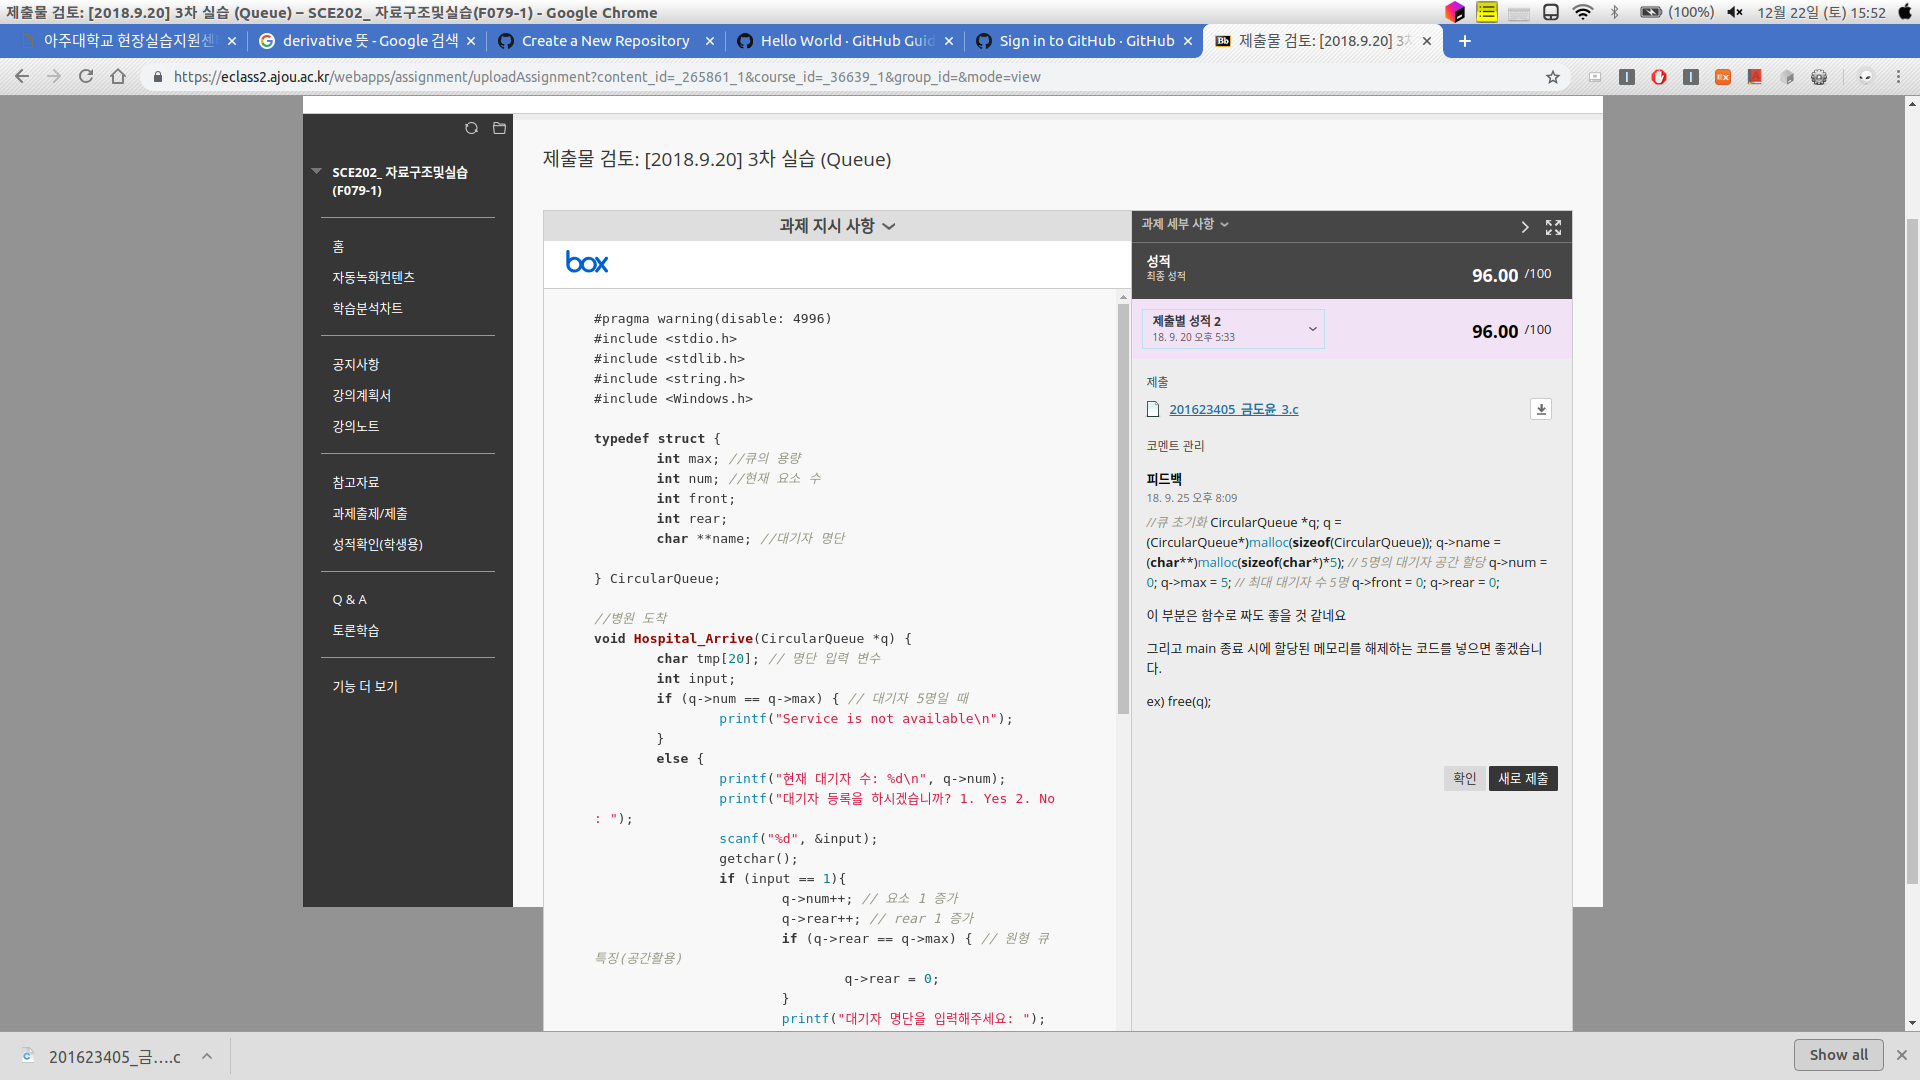 제출물 검토: [2018.9.20] 3차 실습 (Queue) – SCE202_ 자료구조및실습(F079-1) - Google Chrome
(100%)
12월 22일 (토) 15:52
아주대학교 현장실습지원센
derivative 뜻 - Google 검색
Create a New Repository
Hello World · GitHub Guid
Sign in to GitHub · GitHub
Bb
제출물 검토: [2018.9.20] 3차
https://eclass2.ajou.ac.kr/webapps/assignment/uploadAssignment?content_id=_265861_1&course_id=_36639_1&group_id=&mode=view
SCE202_ 자료구조및실습
(F079-1)
홈
자동녹화컨텐츠
학습분석차트
공지사항
강의계획서
강의노트
참고자료
과제출제/제출
성적확인(학생용)
Q & A
토론학습
기능 더 보기
제출물 검토: [2018.9.20] 3차 실습 (Queue)
과제 지시 사항
box
#pragma warning(disable: 4996)
#include <stdio.h>
#include <stdlib.h>
#include <string.h>
#include <Windows.h>
typedef struct {
int max; //큐의 용량
int num; //현재 요소 수
int front;
int rear;
char **name; //대기자 명단
} CircularQueue;
//병원 도착
void Hospital_Arrive(CircularQueue *q) {
char tmp[20]; // 명단 입력 변수
int input;
if (q->num == q->max) { // 대기자 5명일 때
printf("Service is not available\n");
}
else {
printf("현재 대기자 수: %d\n", q->num);
printf("대기자 등록을 하시겠습니까? 1. Yes 2. No
: ");
scanf("%d", &input);
getchar();
if (input == 1){
q->num++; // 요소 1 증가
q->rear++; // rear 1 증가
if (q->rear == q->max) { // 원형 큐
특징(공간활용)
q->rear = 0;
}
printf("대기자 명단을 입력해주세요: ");
과제 세부 사항
성적
최종 성적
96.00 /100
제출별 성적 2
18. 9. 20 오후 5:33
96.00 /100
제출
201623405_금도윤_3.c
코멘트 관리
피드백
18. 9. 25 오후 8:09
//큐 초기화 CircularQueue *q; q =
(CircularQueue*)malloc(sizeof(CircularQueue)); q->name =
(char**)malloc(sizeof(char*)*5); // 5명의 대기자 공간 할당 q->num =
0; q->max = 5; // 최대 대기자 수 5명 q->front = 0; q->rear = 0;
이 부분은 함수로 짜도 좋을 것 같네요
그리고 main 종료 시에 할당된 메모리를 해제하는 코드를 넣으면 좋겠습니
다.
ex) free(q);
확인
새로 제출
201623405_금....c
Show all